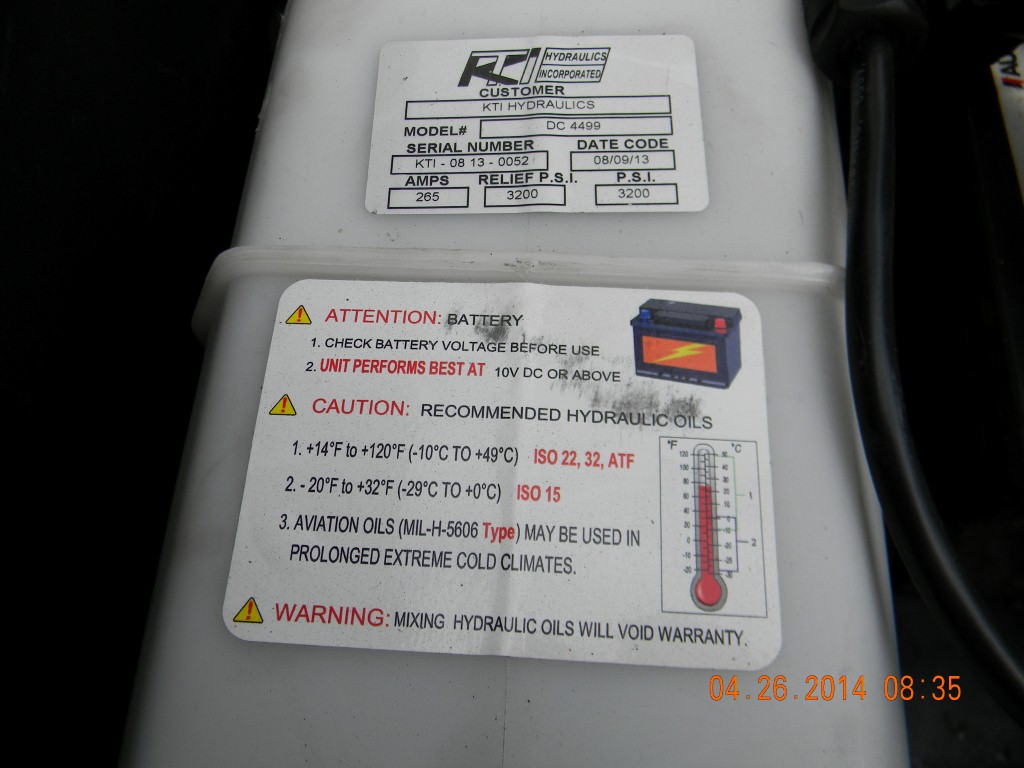 KTI HYDRAULICS
INCORPORATED
CUSTOMER
KTI HYDRAULICS
MODEL# DC 4499
SERIAL NUMBER DATE CODE
KTI - 08 13 - 0052 08/09/13
AMPS RELIEF P.S.I. P.S.I.
265 3200 3200
ATTENTION: BATTERY
1. CHECK BATTERY VOLTAGE BEFORE USE
2. UNIT PERFORMS BEST AT 10V DC OR ABOVE
CAUTION: RECOMMENDED HYDRAULIC OILS
1. +14°F to +120°F (-10°C TO +49°C) ISO 22, 32, ATF
2. - 20°F to +32°F (-29°C TO +0°C) ISO 15
3. AVIATION OILS (MIL-H-5606 Type) MAY BE USED IN
PROLONGED EXTREME COLD CLIMATES.
°F °C
1
2
WARNING: MIXING HYDRAULIC OILS WILL VOID WARRANTY.
04.26.2014 08:35